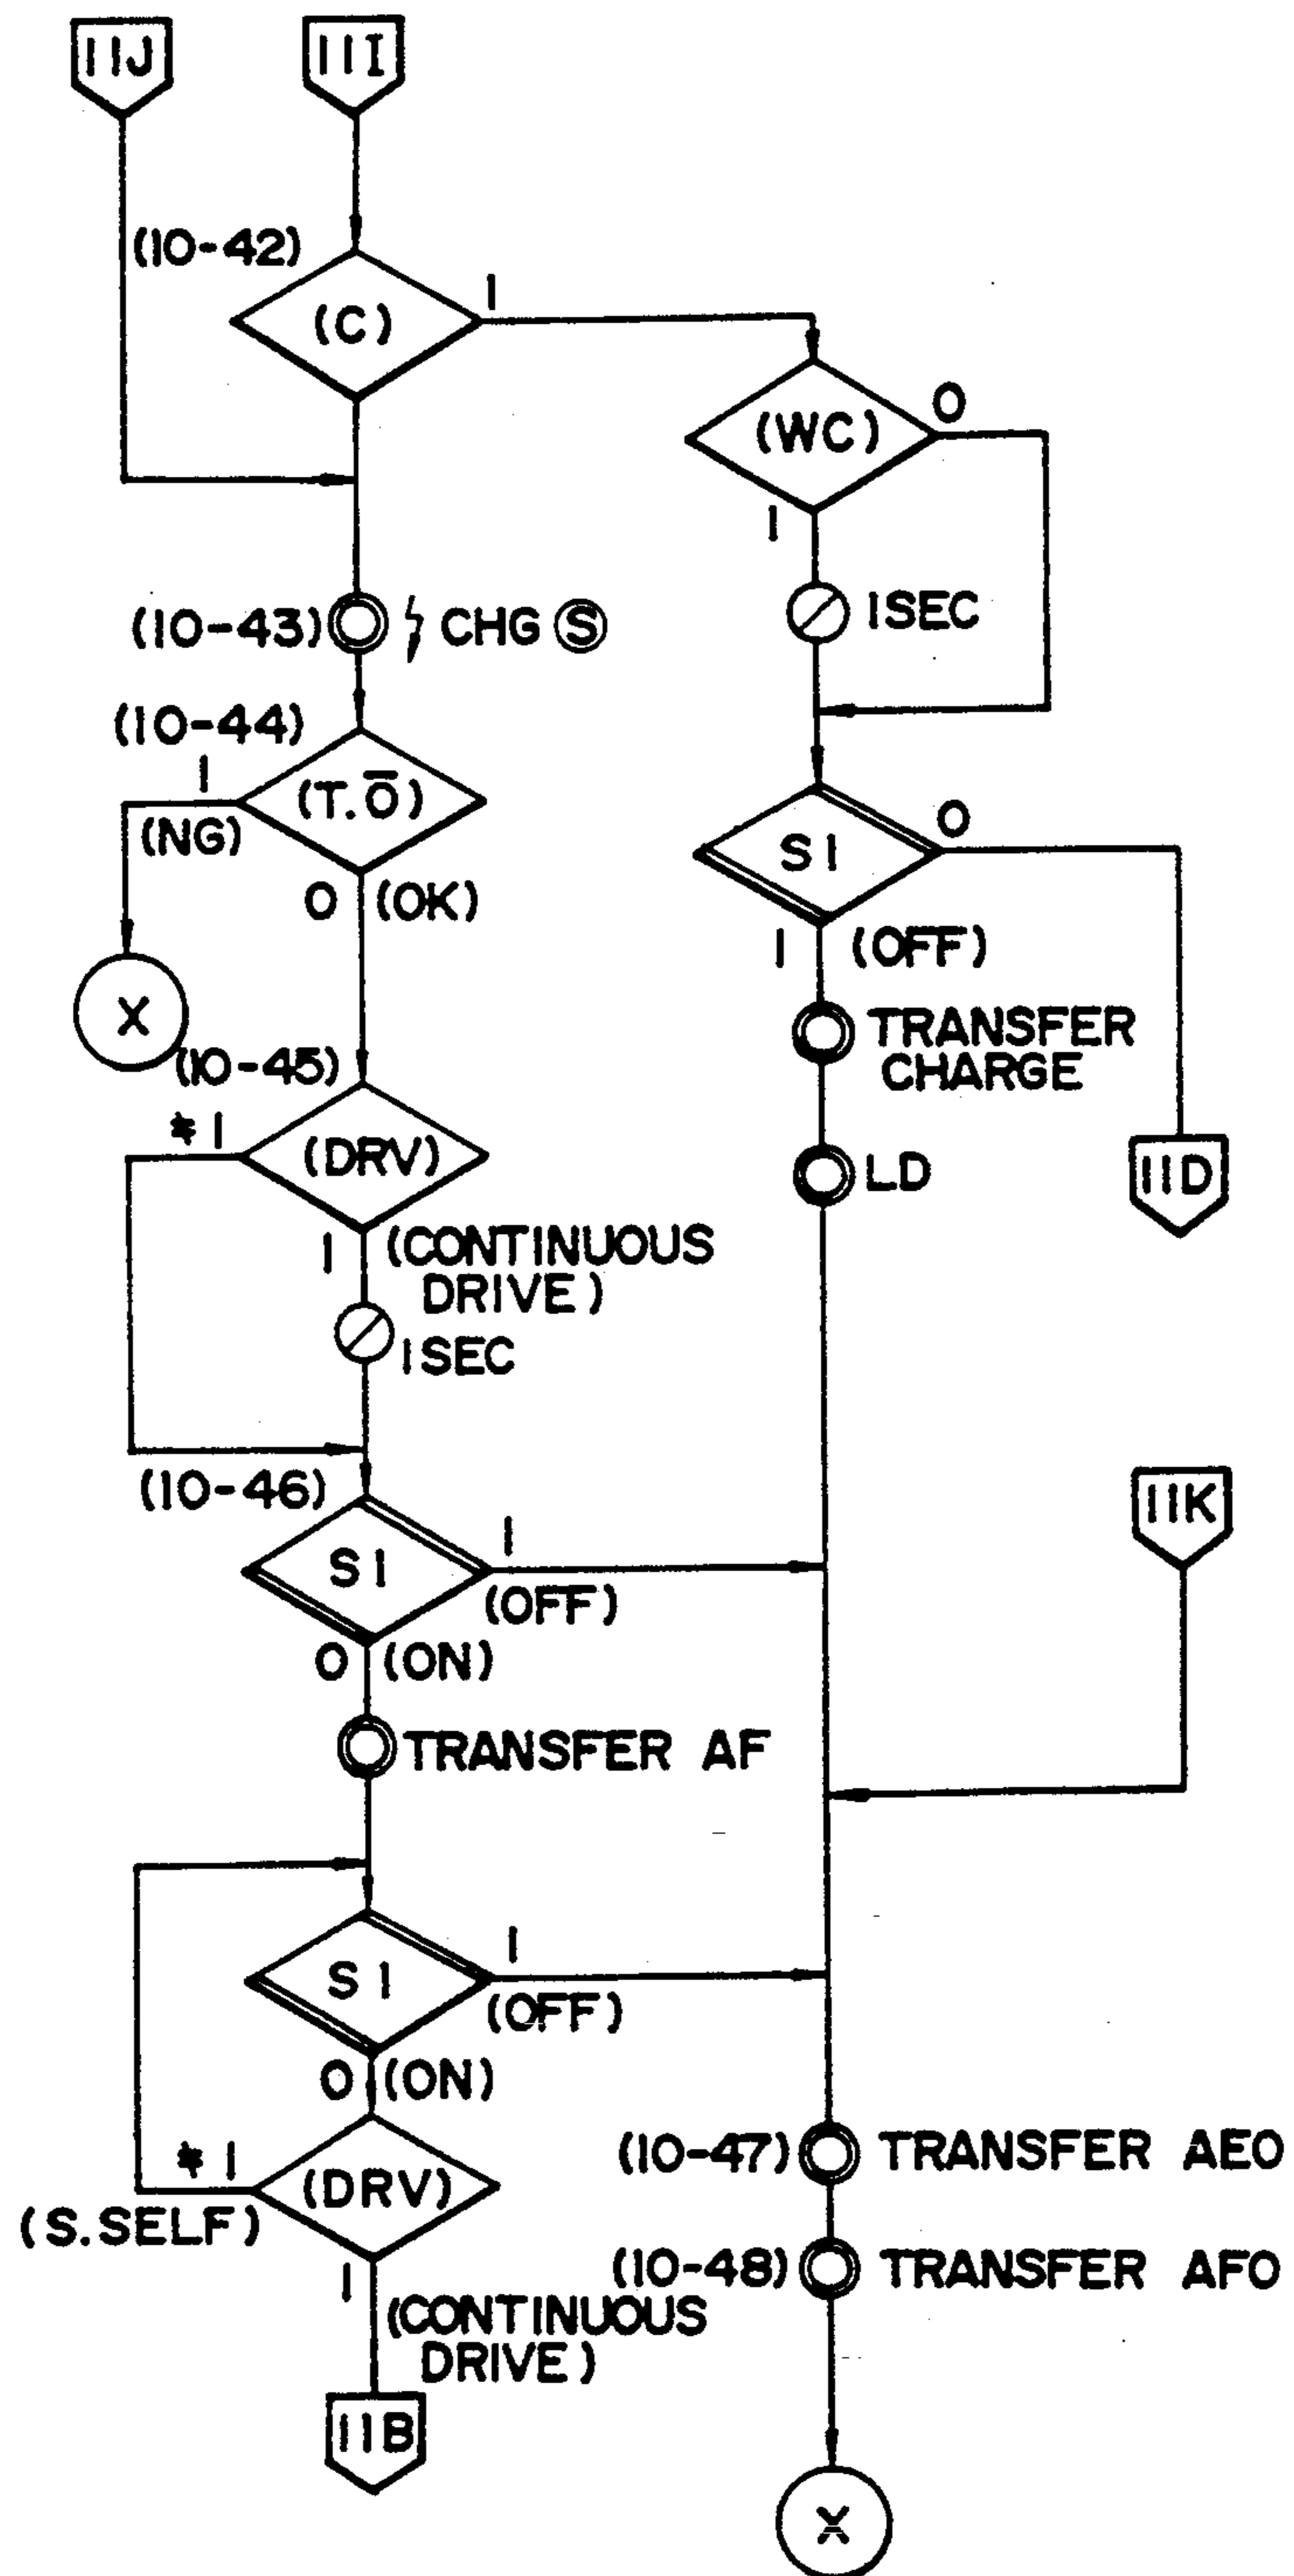 11J
11I
(10-42)
(C)
1
(WC)
0
1
1SEC
(10-43)
CHG S
(10-44)
1
(T.O̅)
(NG)
0 (OK)
X
S1
0
1 (OFF)
TRANSFER
CHARGE
LD
11D
(10-45)
≠1
(DRV)
1
(CONTINUOUS
DRIVE)
1SEC
(10-46)
S1
1
(OFF)
0 (ON)
11K
TRANSFER AF
S1
1
(OFF)
0 (ON)
≠1
(DRV)
(S.SELF)
1
(CONTINUOUS
DRIVE)
11B
(10-47) TRANSFER AEO
(10-48) TRANSFER AFO
X